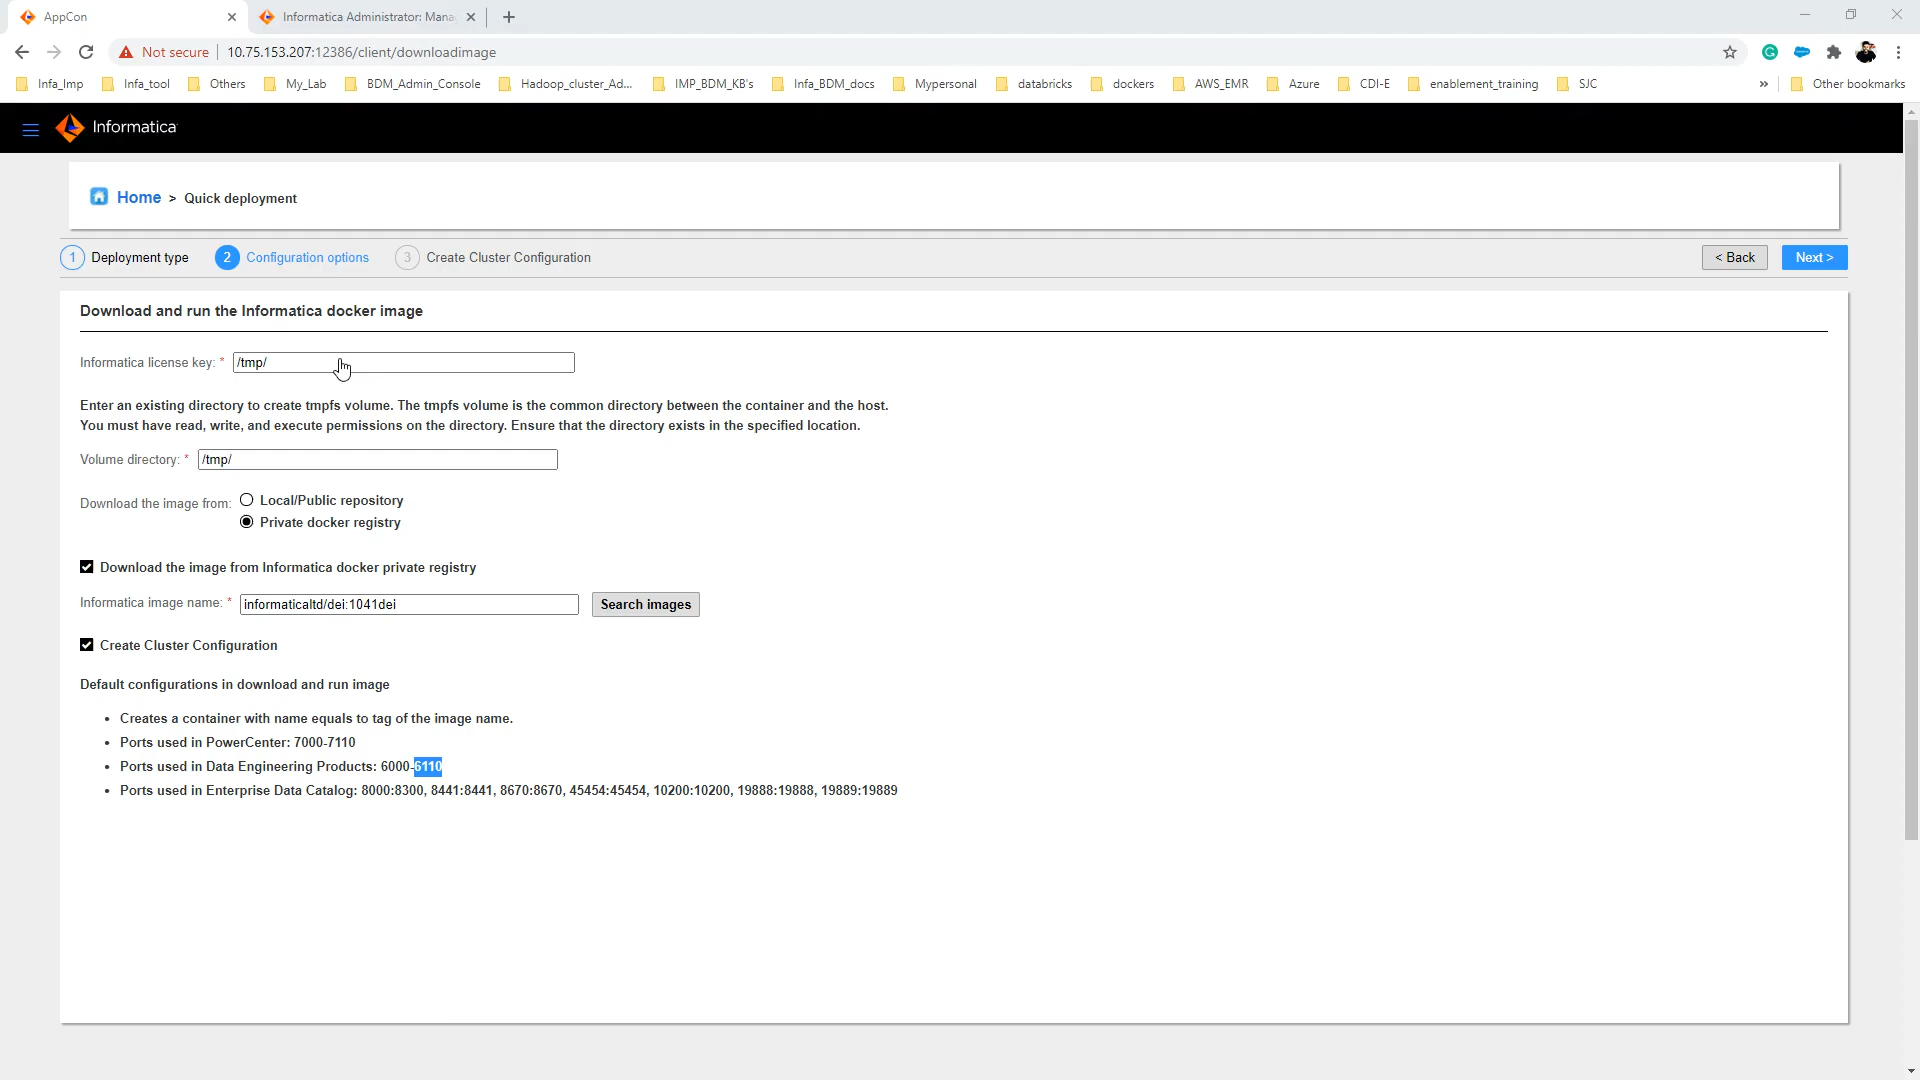 AppCon
Informatica Administrator: Mana
Not secure
10.75.153.207:12386/client/downloadimage
Infa_Imp
Infa_tool
Others
My_Lab
BDM_Admin_Console
Hadoop_cluster_Ad...
IMP_BDM_KB's
Infa_BDM_docs
Mypersonal
databricks
dockers
AWS_EMR
Azure
CDI-E
enablement_training
SJC
»
Other bookmarks
Informatica
Home > Quick deployment
1 Deployment type
2 Configuration options
3 Create Cluster Configuration
< Back
Next >
Download and run the Informatica docker image
Informatica license key: * /tmp/
Enter an existing directory to create tmpfs volume. The tmpfs volume is the common directory between the container and the host.
You must have read, write, and execute permissions on the directory. Ensure that the directory exists in the specified location.
Volume directory: * /tmp/
Download the image from: Local/Public repository
Private docker registry
Download the image from Informatica docker private registry
Informatica image name: * informaticaltd/dei:1041dei
Search images
Create Cluster Configuration
Default configurations in download and run image
• Creates a container with name equals to tag of the image name.
• Ports used in PowerCenter: 7000-7110
• Ports used in Data Engineering Products: 6000-6110
• Ports used in Enterprise Data Catalog: 8000:8300, 8441:8441, 8670:8670, 45454:45454, 10200:10200, 19888:19888, 19889:19889